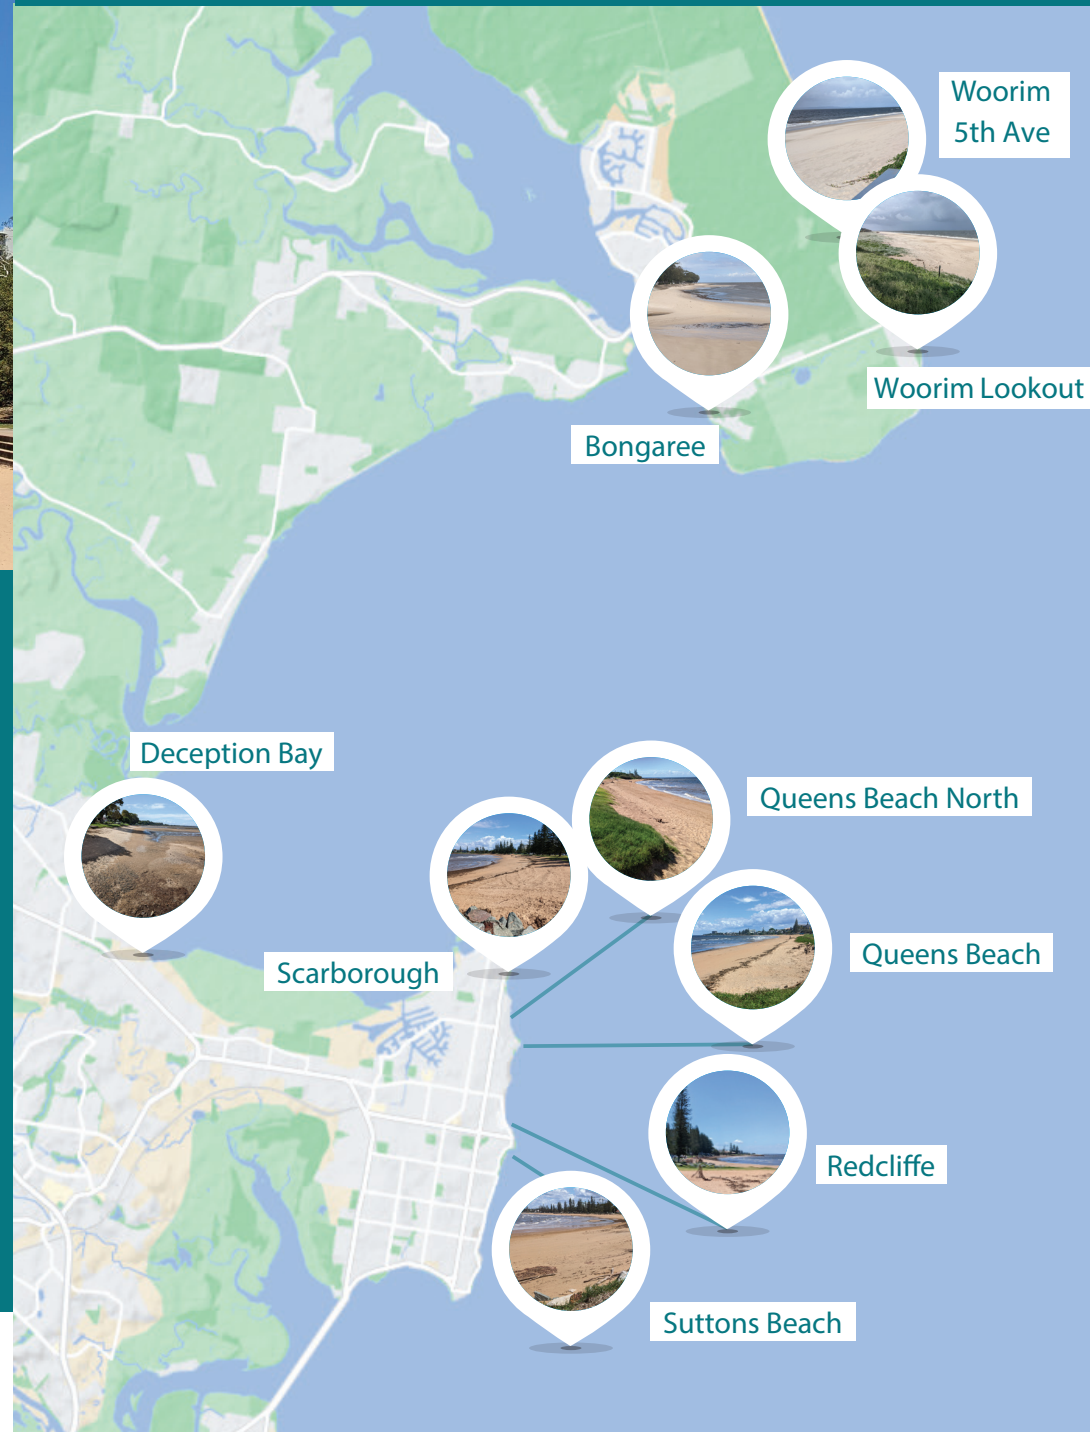 Woorim
5th Ave
Woorim Lookout
Bongaree
Deception Bay
Queens Beach North
Queens Beach
Scarborough
Redcliffe
Suttons Beach